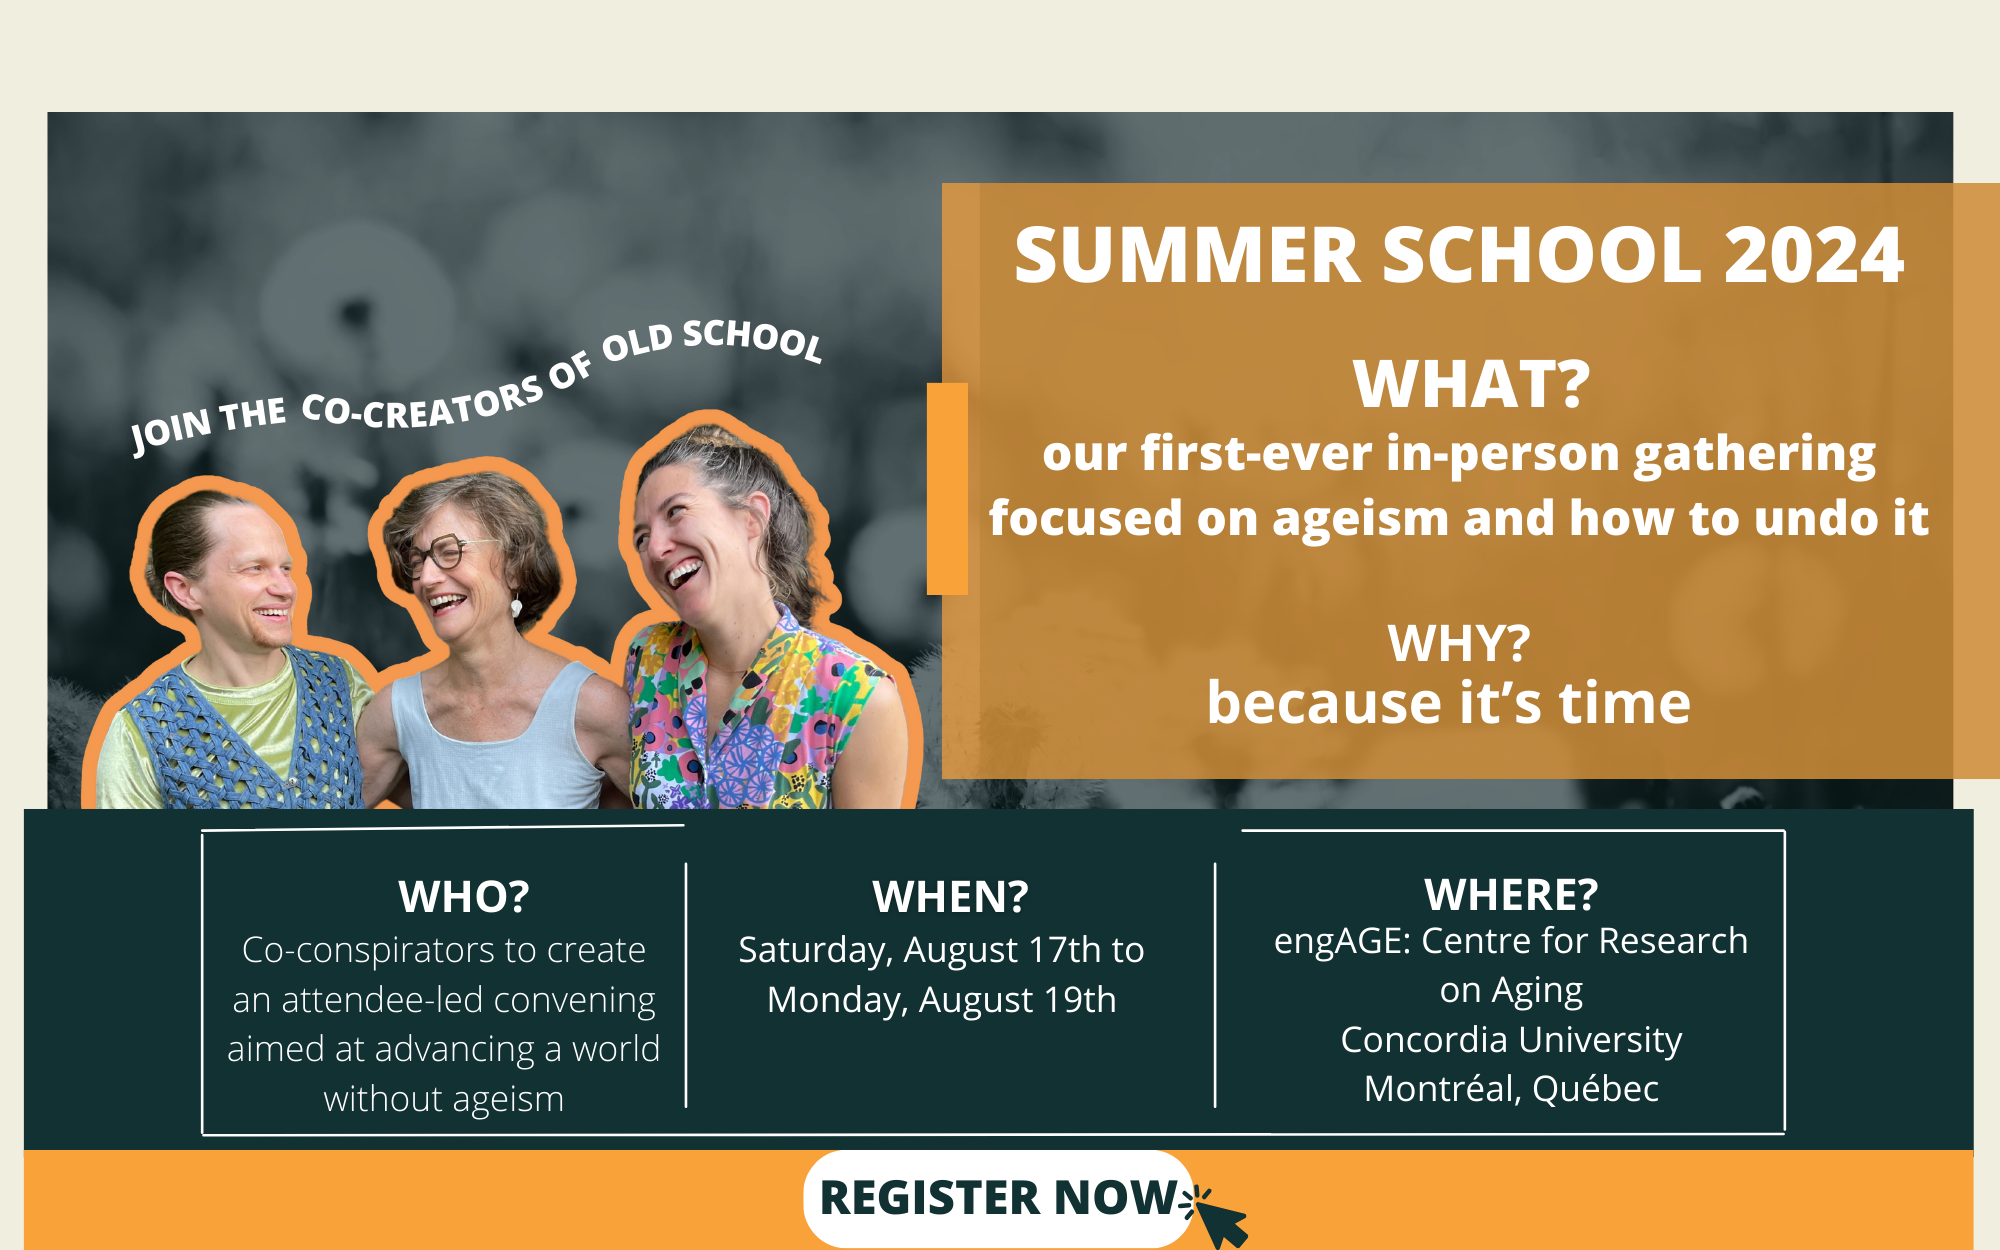 JOIN THE CO-CREATORS OF OLD SCHOOL
SUMMER SCHOOL 2024
WHAT?
our first-ever in-person gathering
focused on ageism and how to undo it
WHY?
because it’s time
WHO?
Co-conspirators to create
an attendee-led convening
aimed at advancing a world
without ageism
WHEN?
Saturday, August 17th to
Monday, August 19th
WHERE?
engAGE: Centre for Research
on Aging
Concordia University
Montréal, Québec
REGISTER NOW